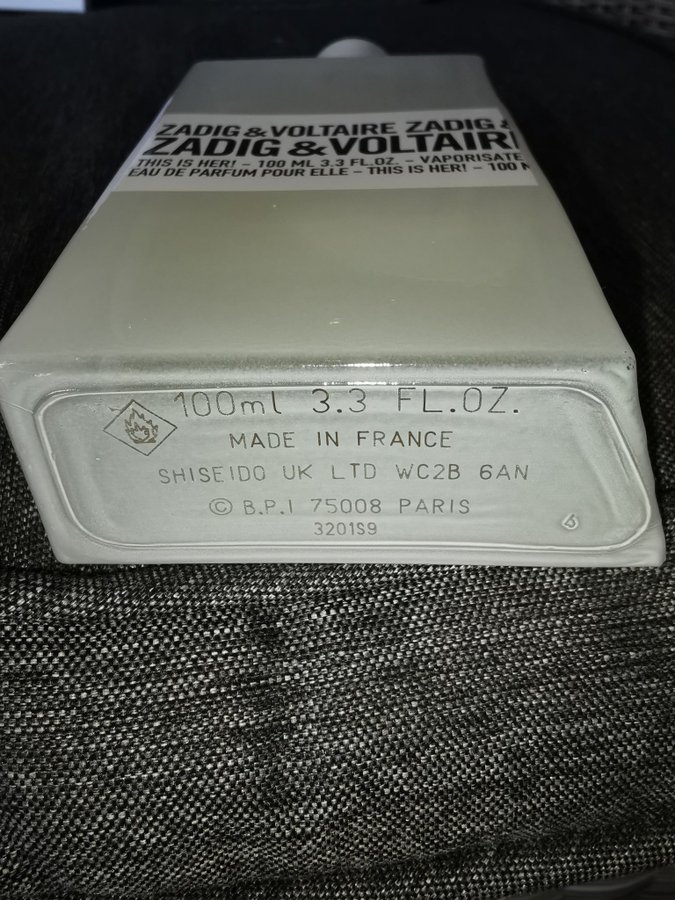 ZADIG & VOLTAIRE ZADIG &
ZADIG & VOLTAIRE
THIS IS HER! – 100 ML 3.3 FL.OZ. – VAPORISATE
EAU DE PARFUM POUR ELLE – THIS IS HER! – 100 M
100ml 3.3 FL.OZ.
MADE IN FRANCE
SHISEIDO UK LTD WC2B 6AN
© B.P.I 75008 PARIS
3201S9
6